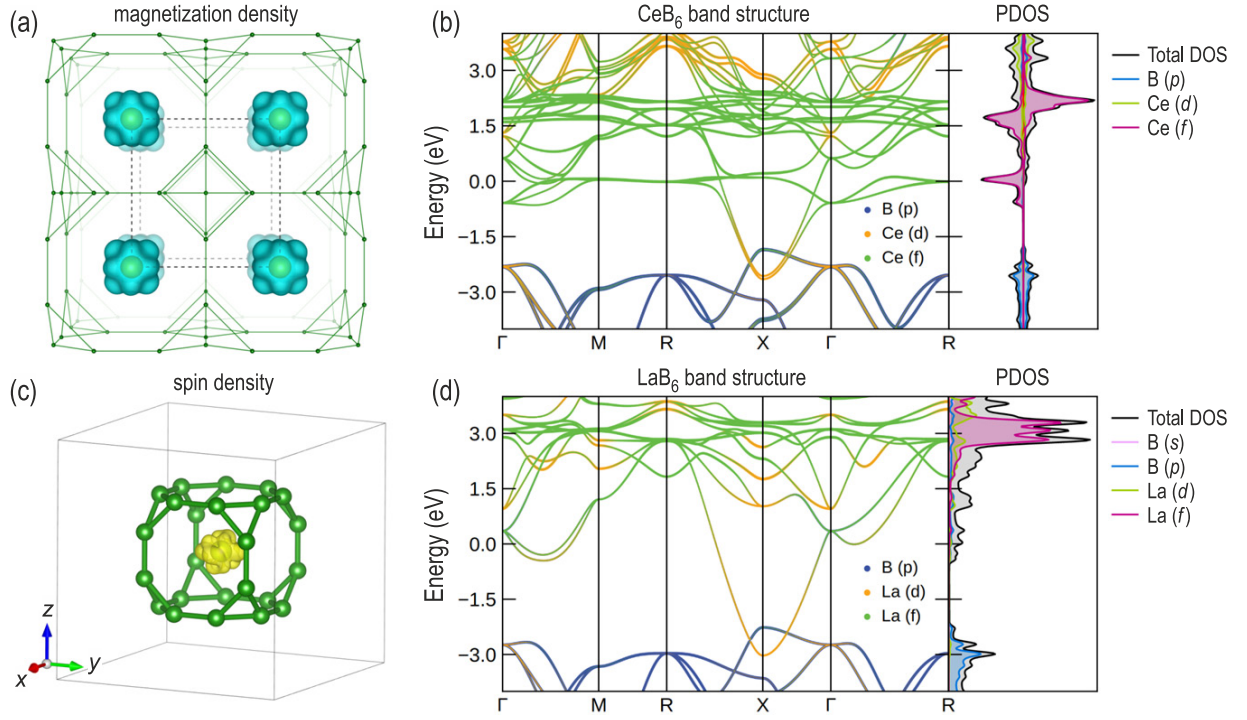 (a)
magnetization density
(b)
CeB6 band structure
PDOS
Energy (eV)
3.0
1.5
0.0
−1.5
−3.0
B (p)
Ce (d)
Ce (f)
Γ M R X Γ R
Total DOS
B (p)
Ce (d)
Ce (f)
(c)
spin density
z
x
y
(d)
LaB6 band structure
PDOS
Energy (eV)
3.0
1.5
0.0
−1.5
−3.0
B (p)
La (d)
La (f)
Γ M R X Γ R
Total DOS
B (s)
B (p)
La (d)
La (f)